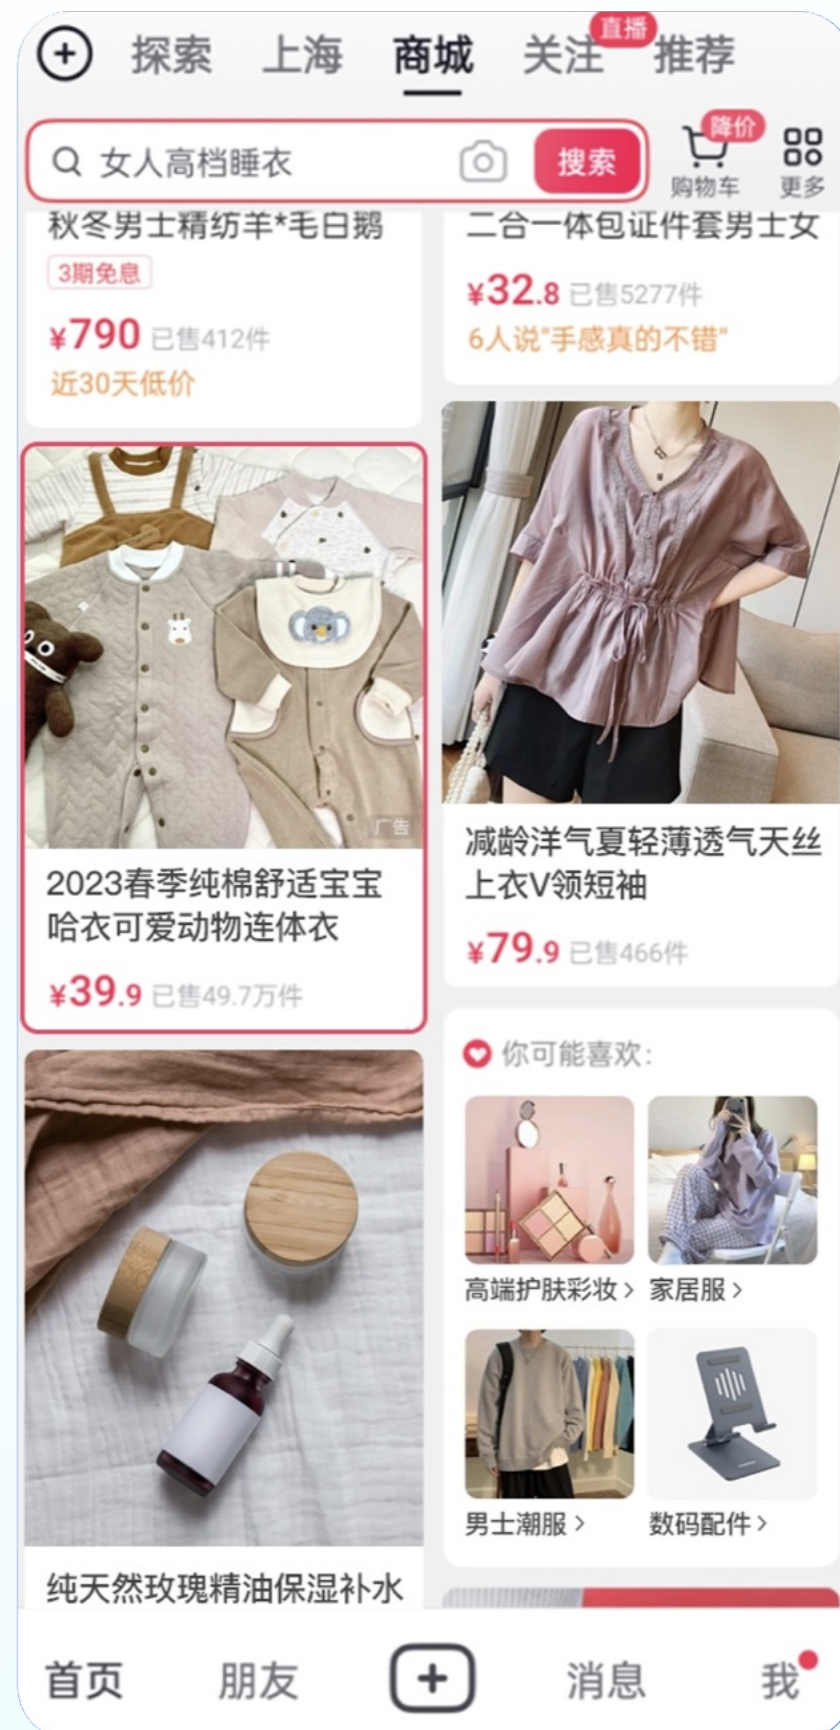 探索
上海
商城
关注
直播
推荐
女人高档睡衣
搜索
降价
购物车
更多
秋冬男士精纺羊*毛白鹅
3期免息
¥790 已售412件
近30天低价
二合一体包证件套男士女
¥32.8 已售5277件
6人说"手感真的不错"
广告
2023春季纯棉舒适宝宝
哈衣可爱动物连体衣
¥39.9 已售49.7万件
减龄洋气夏轻薄透气天丝
上衣V领短袖
¥79.9 已售466件
你可能喜欢:
高端护肤彩妆>
家居服>
男士潮服>
数码配件>
纯天然玫瑰精油保湿补水
首页
朋友
消息
我